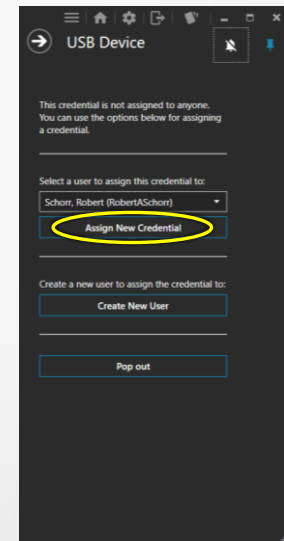 USB Device
This credential is not assigned to anyone.
You can use the options below for assigning
a credential.
Select a user to assign this credential to:
Schorr, Robert (RobertASchorr)
Assign New Credential
Create a new user to assign the credential to:
Create New User
Pop out